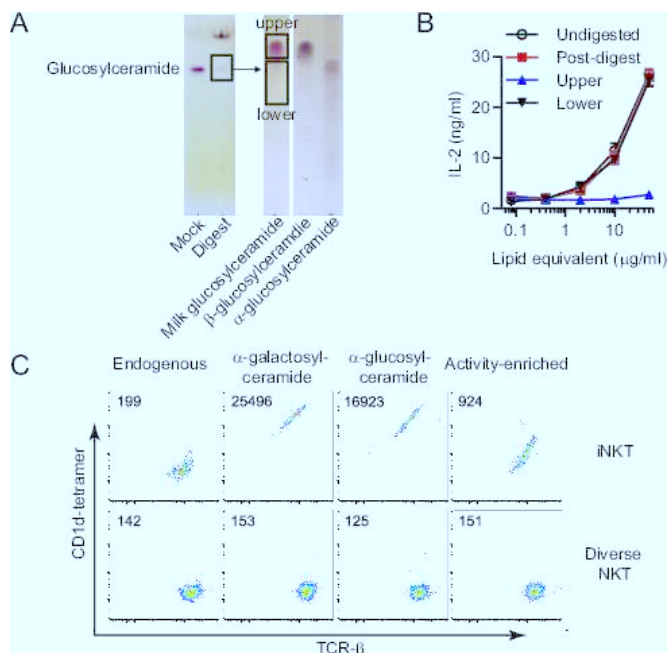 A
upper
Glucosylceramide
lower
Mock
Digest
Milk glucosylceramide
β-glucosylceramdie
α-glucosylceramide
B
Undigested
Post-digest
Upper
Lower
IL-2 (ng/ml)
30
20
10
0
0.1 1 10
Lipid equivalent (μg/ml)
C
Endogenous
α-galactosyl-
ceramide
α-glucosyl-
ceramide
Activity-enriched
199 25496 16923 924
iNKT
142 153 125 151
Diverse
NKT
CD1d-tetramer
TCR-ß